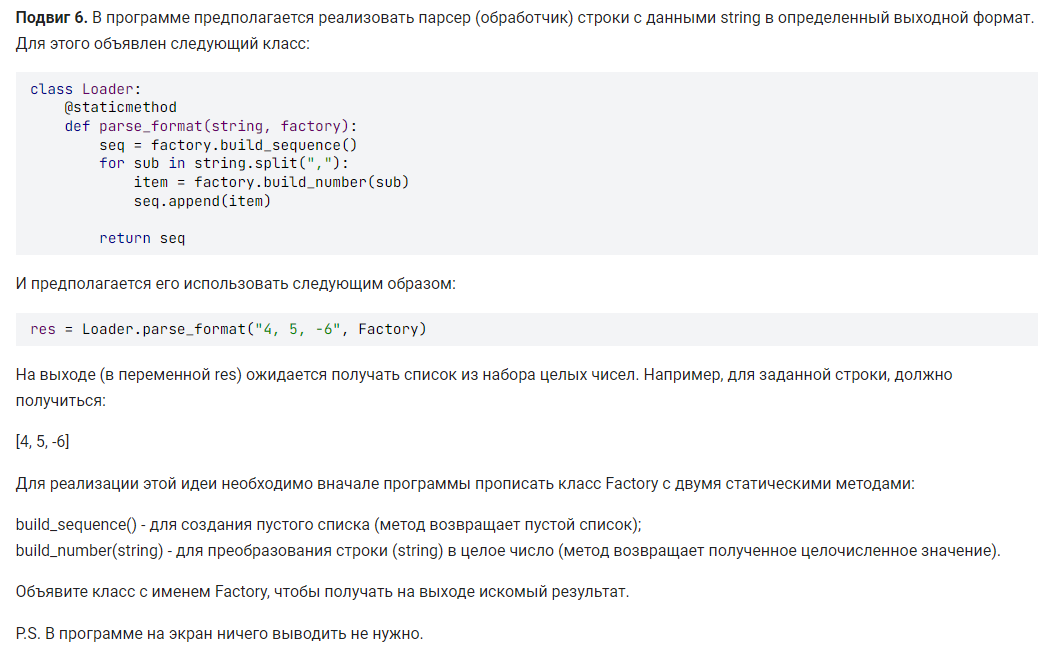 Подвиг 6. В программе предполагается реализовать парсер (обработчик) строки с данными string в определенный выходной формат.
Для этого объявлен следующий класс:
class Loader:
    @staticmethod
    def parse_format(string, factory):
        seq = factory.build_sequence()
        for sub in string.split(","):
            item = factory.build_number(sub)
            seq.append(item)
        return seq
И предполагается его использовать следующим образом:
res = Loader.parse_format("4, 5, -6", Factory)
На выходе (в переменной res) ожидается получать список из набора целых чисел. Например, для заданной строки, должно
получиться:
[4, 5, -6]
Для реализации этой идеи необходимо вначале программы прописать класс Factory с двумя статическими методами:
build_sequence() - для создания пустого списка (метод возвращает пустой список);
build_number(string) - для преобразования строки (string) в целое число (метод возвращает полученное целочисленное значение).
Объявите класс с именем Factory, чтобы получать на выходе искомый результат.
P.S. В программе на экран ничего выводить не нужно.